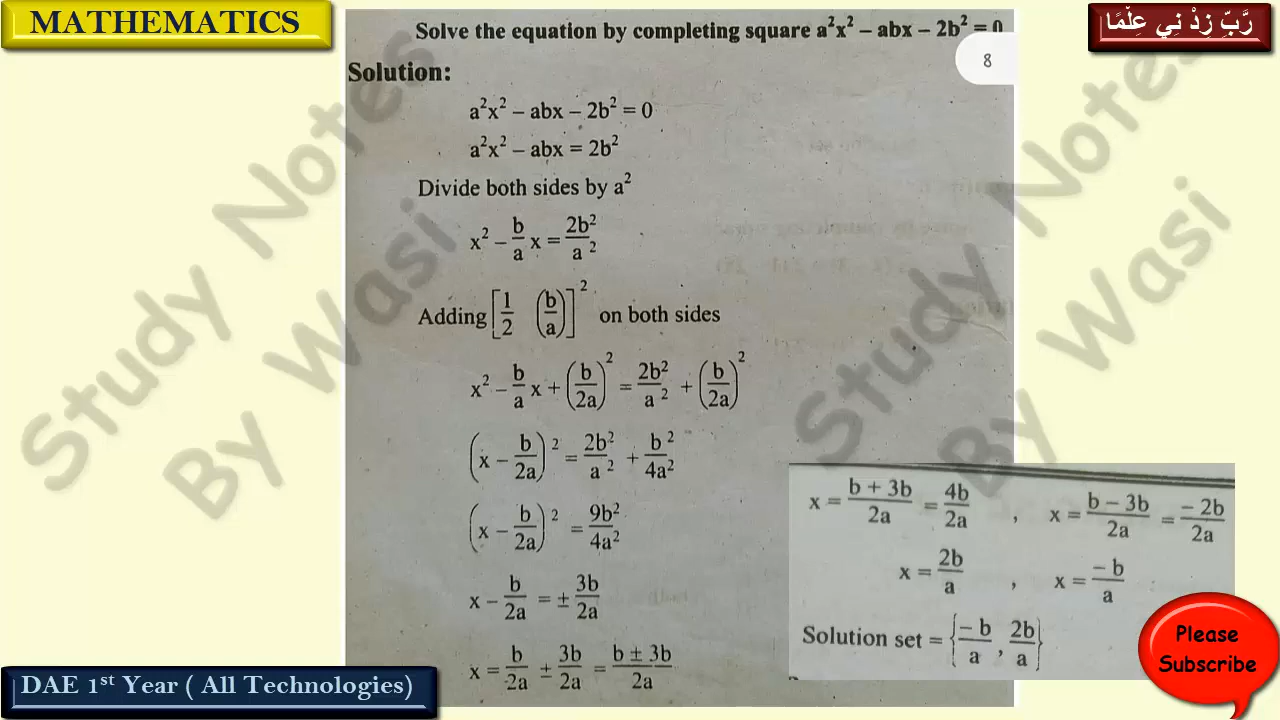 MATHEMATICS
رَّبِّ زِدْ نِي عِلْمًا
Solve the equation by completing square a²x² – abx – 2b² = 0
8
Solution:
a²x² – abx – 2b² = 0
a²x² – abx = 2b²
Divide both sides by a²
x² – b/a x = 2b²/a²
Adding [1/2 (b/a)]² on both sides
x² – b/a x + (b/2a)² = 2b²/a² + (b/2a)²
(x – b/2a)² = 2b²/a² + b²/4a²
(x – b/2a)² = 9b²/4a²
x – b/2a = ± 3b/2a
x = b/2a ± 3b/2a = b ± 3b/2a
x = b + 3b/2a = 4b/2a , x = b – 3b/2a = – 2b/2a
x = 2b/a , x = – b/a
Solution set = {– b/a , 2b/a}
Please
Subscribe
DAE 1st Year ( All Technologies)
Study Notes
By Wasi
Study Notes
By Wasi